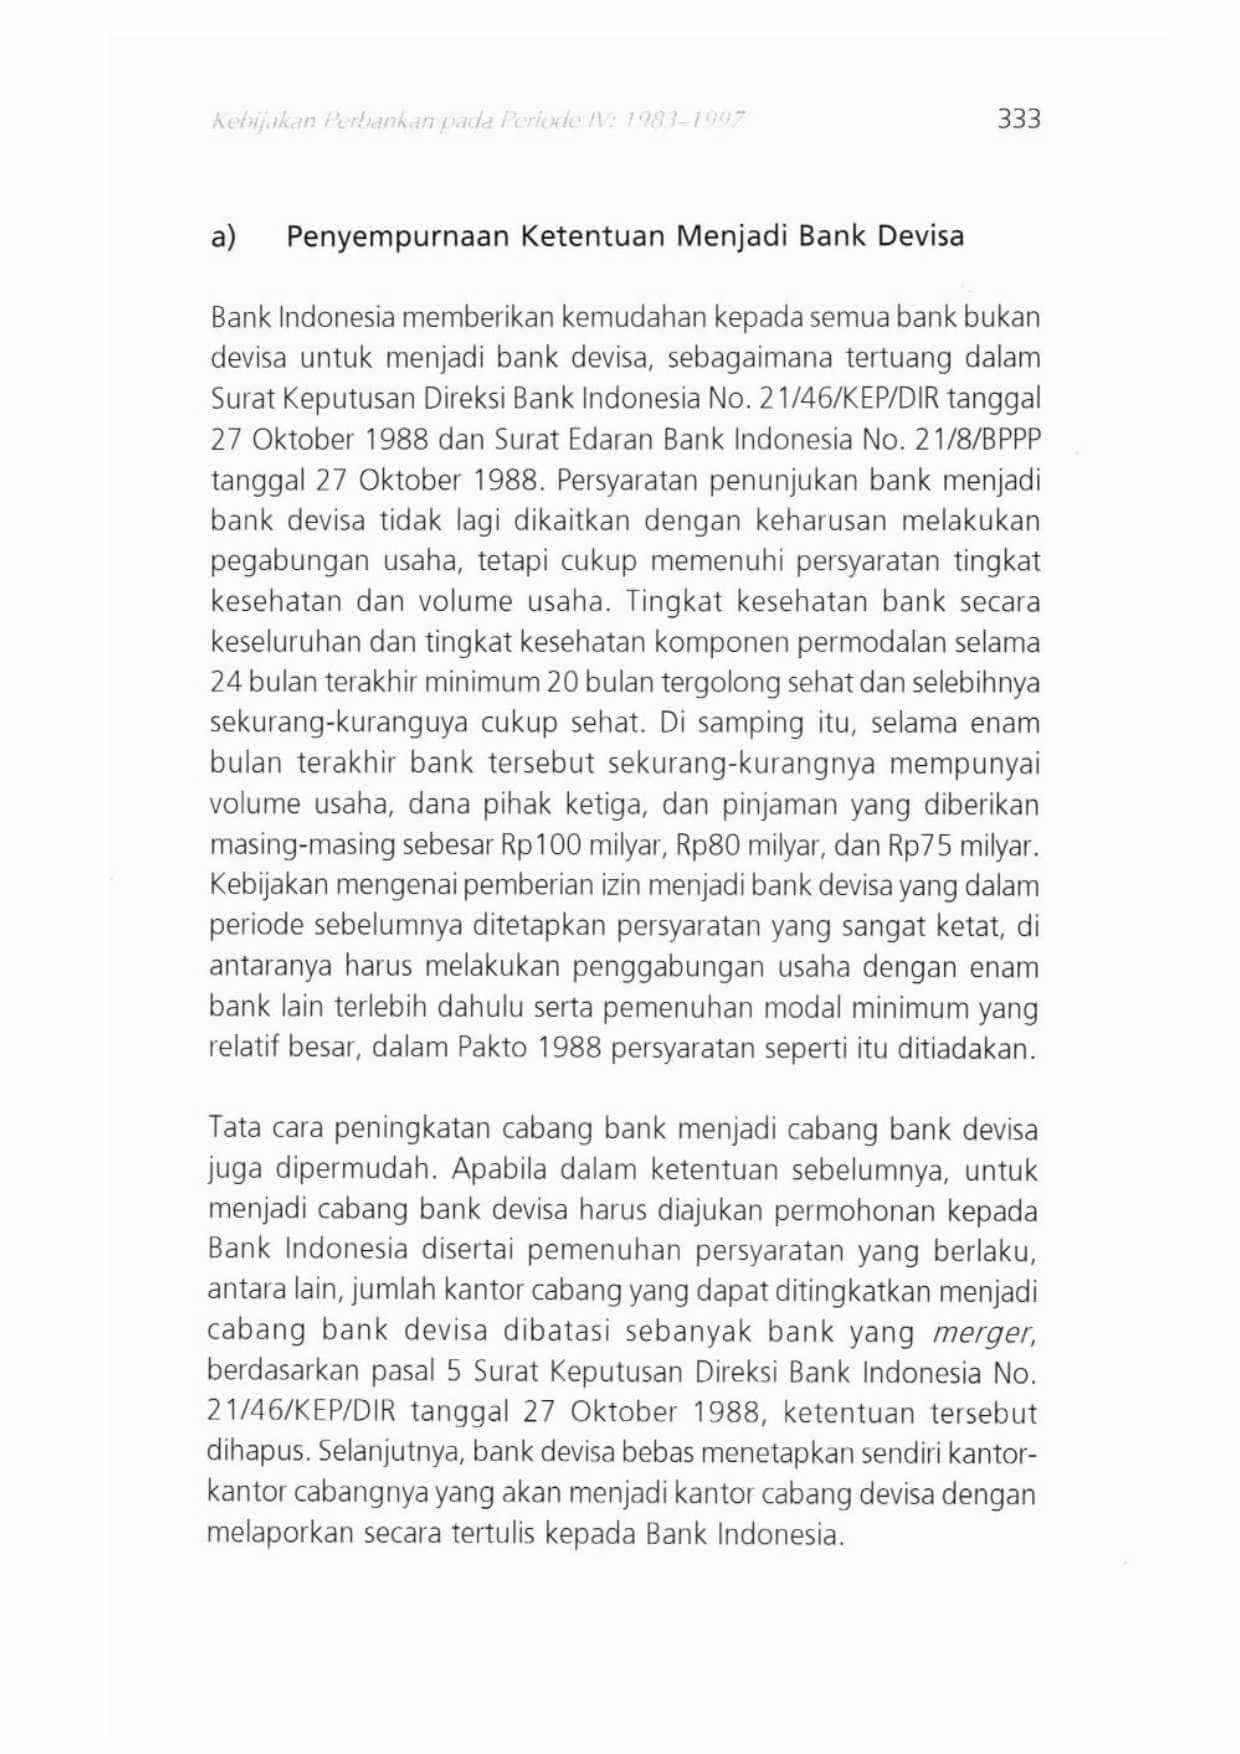 Kebijakan Perbankan pada Periode IV: 1983–1997 333
a) Penyempurnaan Ketentuan Menjadi Bank Devisa
Bank Indonesia memberikan kemudahan kepada semua bank bukan
devisa untuk menjadi bank devisa, sebagaimana tertuang dalam
Surat Keputusan Direksi Bank Indonesia No. 21/46/KEP/DIR tanggal
27 Oktober 1988 dan Surat Edaran Bank Indonesia No. 21/8/BPPP
tanggal 27 Oktober 1988. Persyaratan penunjukan bank menjadi
bank devisa tidak lagi dikaitkan dengan keharusan melakukan
pegabungan usaha, tetapi cukup memenuhi persyaratan tingkat
kesehatan dan volume usaha. Tingkat kesehatan bank secara
keseluruhan dan tingkat kesehatan komponen permodalan selama
24 bulan terakhir minimum 20 bulan tergolong sehat dan selebihnya
sekurang-kuranguya cukup sehat. Di samping itu, selama enam
bulan terakhir bank tersebut sekurang-kurangnya mempunyai
volume usaha, dana pihak ketiga, dan pinjaman yang diberikan
masing-masing sebesar Rp100 milyar, Rp80 milyar, dan Rp75 milyar.
Kebijakan mengenai pemberian izin menjadi bank devisa yang dalam
periode sebelumnya ditetapkan persyaratan yang sangat ketat, di
antaranya harus melakukan penggabungan usaha dengan enam
bank lain terlebih dahulu serta pemenuhan modal minimum yang
relatif besar, dalam Pakto 1988 persyaratan seperti itu ditiadakan.
Tata cara peningkatan cabang bank menjadi cabang bank devisa
juga dipermudah. Apabila dalam ketentuan sebelumnya, untuk
menjadi cabang bank devisa harus diajukan permohonan kepada
Bank Indonesia disertai pemenuhan persyaratan yang berlaku,
antara lain, jumlah kantor cabang yang dapat ditingkatkan menjadi
cabang bank devisa dibatasi sebanyak bank yang merger,
berdasarkan pasal 5 Surat Keputusan Direksi Bank Indonesia No.
21/46/KEP/DIR tanggal 27 Oktober 1988, ketentuan tersebut
dihapus. Selanjutnya, bank devisa bebas menetapkan sendiri kantor-
kantor cabangnya yang akan menjadi kantor cabang devisa dengan
melaporkan secara tertulis kepada Bank Indonesia.